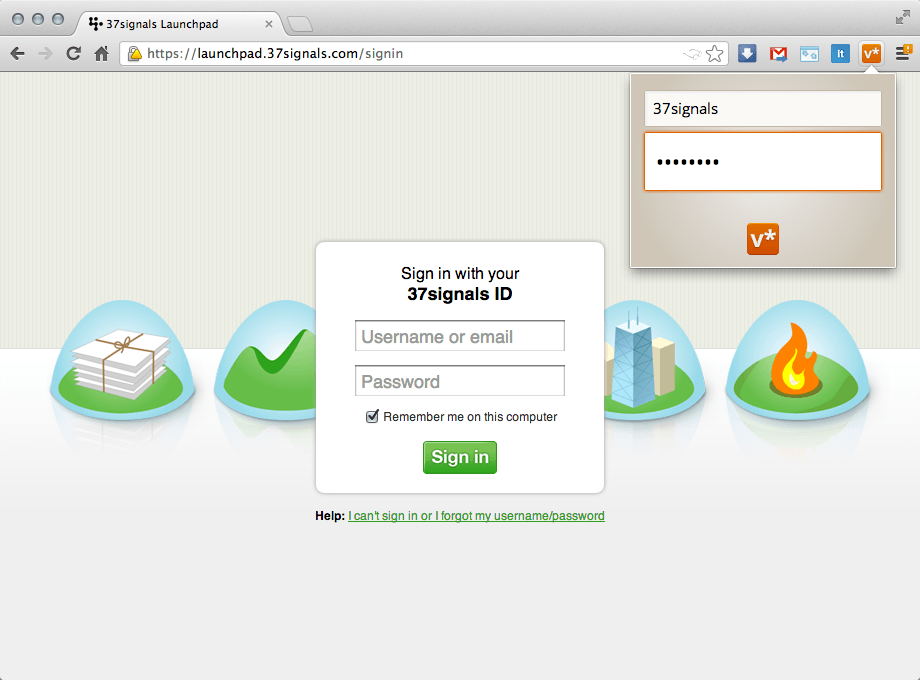 37signals Launchpad
https://launchpad.37signals.com/signin
It
v*
37signals
••••••••
v*
Sign in with your
37signals ID
Username or email
Password
Remember me on this computer
Sign in
Help: I can't sign in or I forgot my username/password